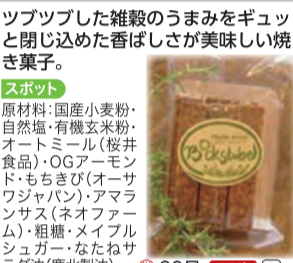 ツブツブした雑穀のうまみをギュッ
と閉じ込めた香ばしさが美味しい焼
き菓子。
スポット
原材料:国産小麦粉・
自然塩・有機玄米粉・
オートミール(桜井
食品)・OGアーモン
ド・もちきび(オーサ
ワジャパン)・アマラ
ンサス(ネオファー
ム)・粗糖・メイプル
シュガー・なたねサ